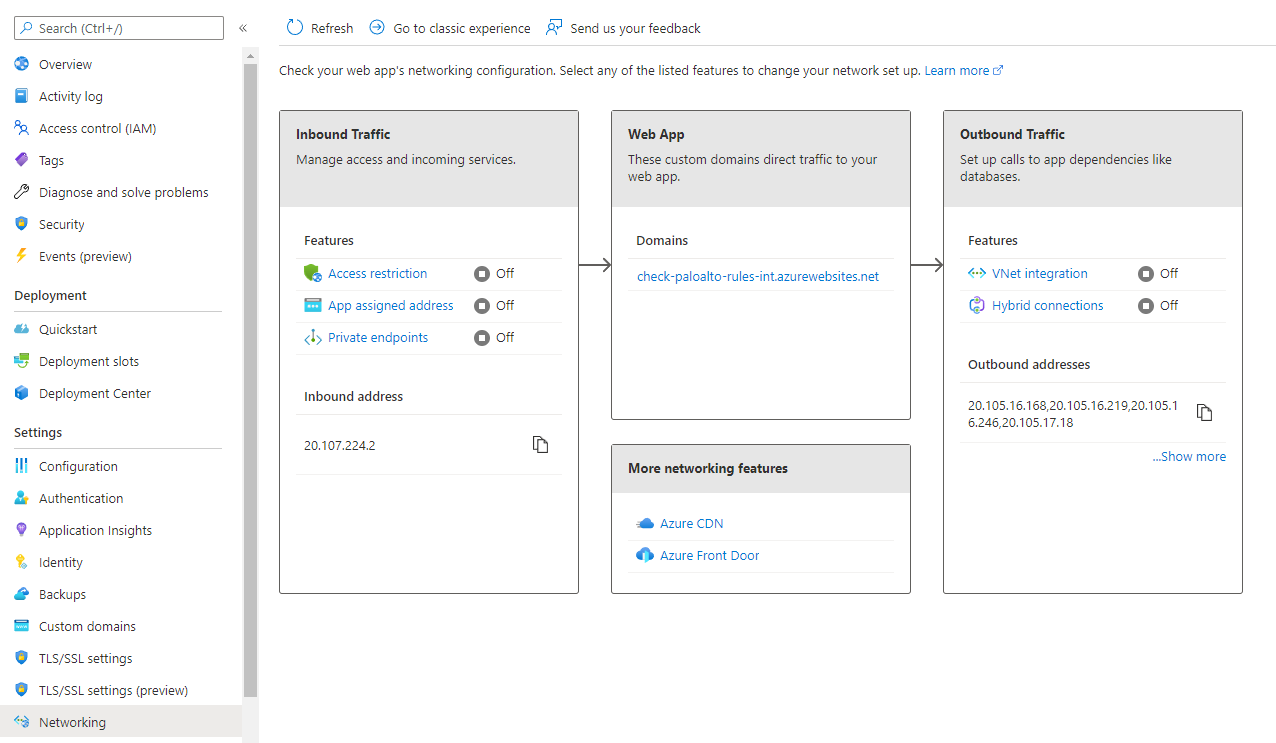 Search (Ctrl+/)
«
Overview
Activity log
Access control (IAM)
Tags
Diagnose and solve problems
Security
Events (preview)
Deployment
Quickstart
Deployment slots
Deployment Center
Settings
Configuration
Authentication
Application Insights
Identity
Backups
Custom domains
TLS/SSL settings
TLS/SSL settings (preview)
Networking
Refresh
Go to classic experience
Send us your feedback
Check your web app's networking configuration. Select any of the listed features to change your network set up. Learn more
Inbound Traffic
Manage access and incoming services.
Features
Access restriction Off
App assigned address Off
Private endpoints Off
Inbound address
20.107.224.2
Web App
These custom domains direct traffic to your
web app.
Domains
check-paloalto-rules-int.azurewebsites.net
More networking features
Azure CDN
Azure Front Door
Outbound Traffic
Set up calls to app dependencies like
databases.
Features
VNet integration Off
Hybrid connections Off
Outbound addresses
20.105.16.168,20.105.16.219,20.105.1
6.246,20.105.17.18
...Show more